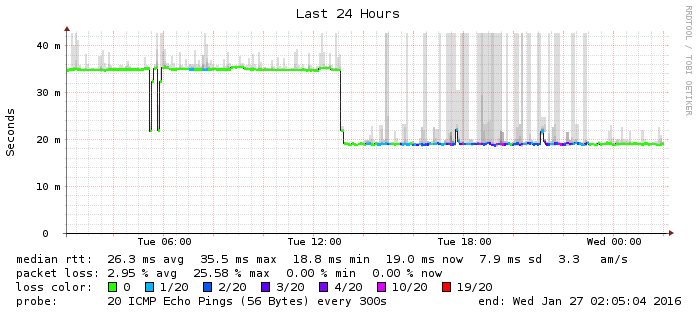 Last 24 Hours
RRDTOOL / TOBI OETIKER
Seconds
40 m
30 m
20 m
10 m
0
Tue 06:00 Tue 12:00 Tue 18:00 Wed 00:00
median rtt: 26.3 ms avg 35.5 ms max 18.8 ms min 19.0 ms now 7.9 ms sd 3.3 am/s
packet loss: 2.95 % avg 25.58 % max 0.00 % min 0.00 % now
loss color: 0 1/20 2/20 3/20 4/20 10/20 19/20
probe: 20 ICMP Echo Pings (56 Bytes) every 300s end: Wed Jan 27 02:05:04 2016